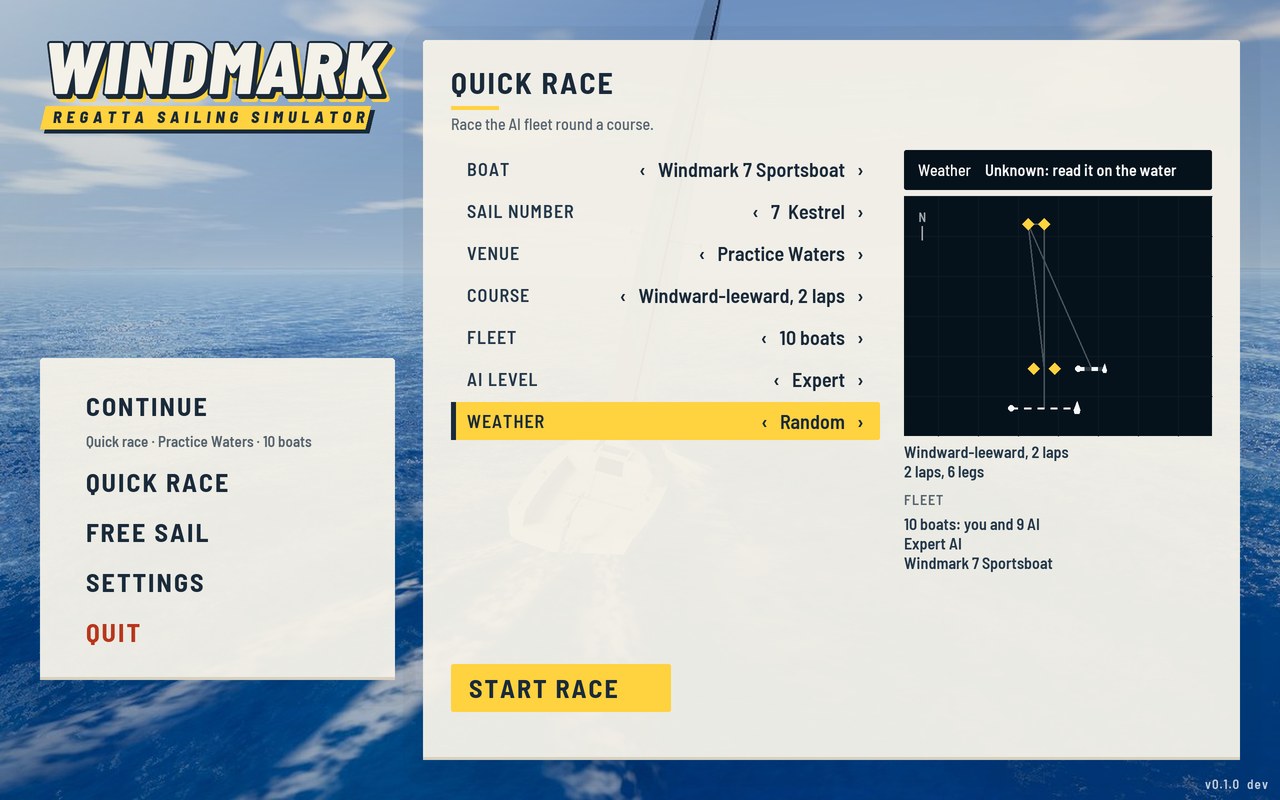 WINDMARK
REGATTA SAILING SIMULATOR
CONTINUE
Quick race · Practice Waters · 10 boats
QUICK RACE
FREE SAIL
SETTINGS
QUIT
QUICK RACE
Race the AI fleet round a course.
BOAT ‹ Windmark 7 Sportsboat ›
SAIL NUMBER ‹ 7 Kestrel ›
VENUE ‹ Practice Waters ›
COURSE ‹ Windward-leeward, 2 laps ›
FLEET ‹ 10 boats ›
AI LEVEL ‹ Expert ›
WEATHER ‹ Random ›
START RACE
Weather Unknown: read it on the water
N
Windward-leeward, 2 laps
2 laps, 6 legs
FLEET
10 boats: you and 9 AI
Expert AI
Windmark 7 Sportsboat
v0.1.0 dev